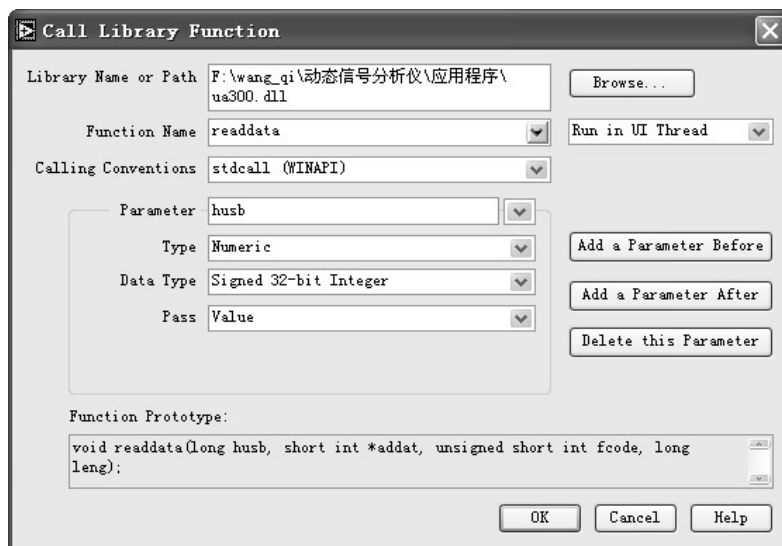 Call Library Function
Library Name or Path F:\wang_qi\动态信号分析仪\应用程序\
ua300.dll
Browse...
Function Name readdata
Run in UI Thread
Calling Conventions stdcall (WINAPI)
Parameter husb
Type Numeric
Add a Parameter Before
Data Type Signed 32-bit Integer
Add a Parameter After
Pass Value
Delete this Parameter
Function Prototype:
void readdata(long husb, short int *addat, unsigned short int fcode, long
leng);
OK Cancel Help